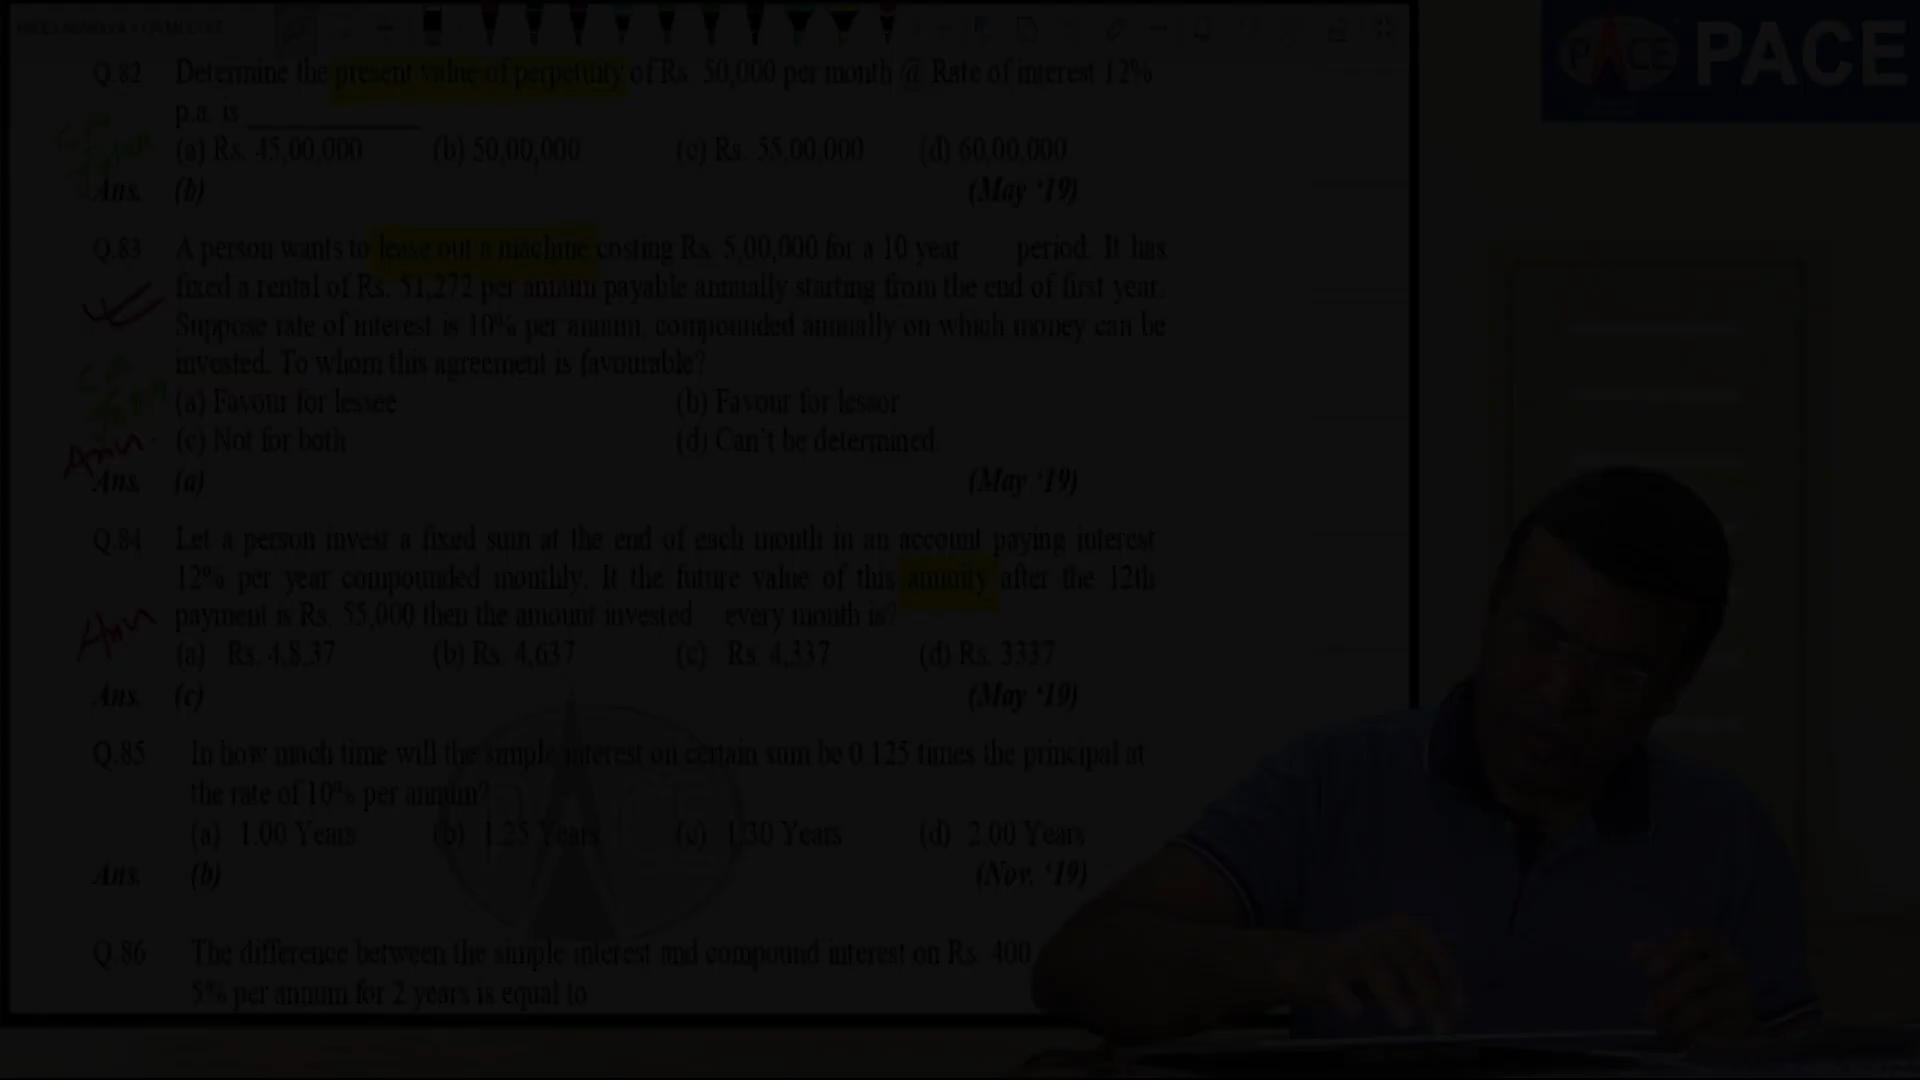 PACE PACE
Q.82 Determine the present value of perpetuity of Rs. 50,000 per month @ Rate of interest 12%
p.a. is ____________
(a) Rs. 45,00,000 (b) 50,00,000 (c) Rs. 55,00,000 (d) 60,00,000
Ans. (b) (May '19)
Q.83 A person wants to lease out a machine costing Rs. 5,00,000 for a 10 year period. It has
fixed a rental of Rs. 51,272 per annum payable annually starting from the end of first year.
Suppose rate of interest is 10% per annum, compounded annually on which money can be
invested. To whom this agreement is favourable?
(a) Favour for lessee (b) Favour for lessor
(c) Not for both (d) Can't be determined
Ann
Ans. (a) (May '19)
Q.84 Let a person invest a fixed sum at the end of each month in an account paying interest
12% per year compounded monthly. It the future value of this annuity after the 12th
Ann payment is Rs. 55,000 then the amount invested every month is?
(a) Rs. 4,8,37 (b) Rs. 4,637 (c) Rs. 4,337 (d) Rs. 3337
Ans. (c) (May '19)
Q.85 In how mach time will the simple interest on certain sum be 0.125 times the principal at
the rate of 10% per annum?
(a) 1.00 Years (b) 1.25 Years (c) 1.30 Years (d) 2.00 Years
Ans. (b) (Nov. '19)
Q.86 The difference between the simple interest and compound interest on Rs. 400
5% per annum for 2 years is equal to